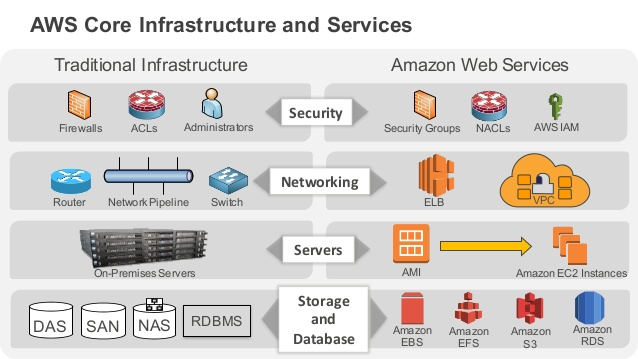 AWS Core Infrastructure and Services
Traditional Infrastructure
Amazon Web Services
Firewalls
ACLs
Administrators
Security
Security Groups
NACLs
AWS IAM
Router
Network Pipeline
Switch
Networking
ELB
VPC
On-Premises Servers
Servers
AMI
Amazon EC2 Instances
DAS
SAN
NAS
RDBMS
Storage
and
Database
Amazon
EBS
Amazon
EFS
Amazon
S3
Amazon
RDS